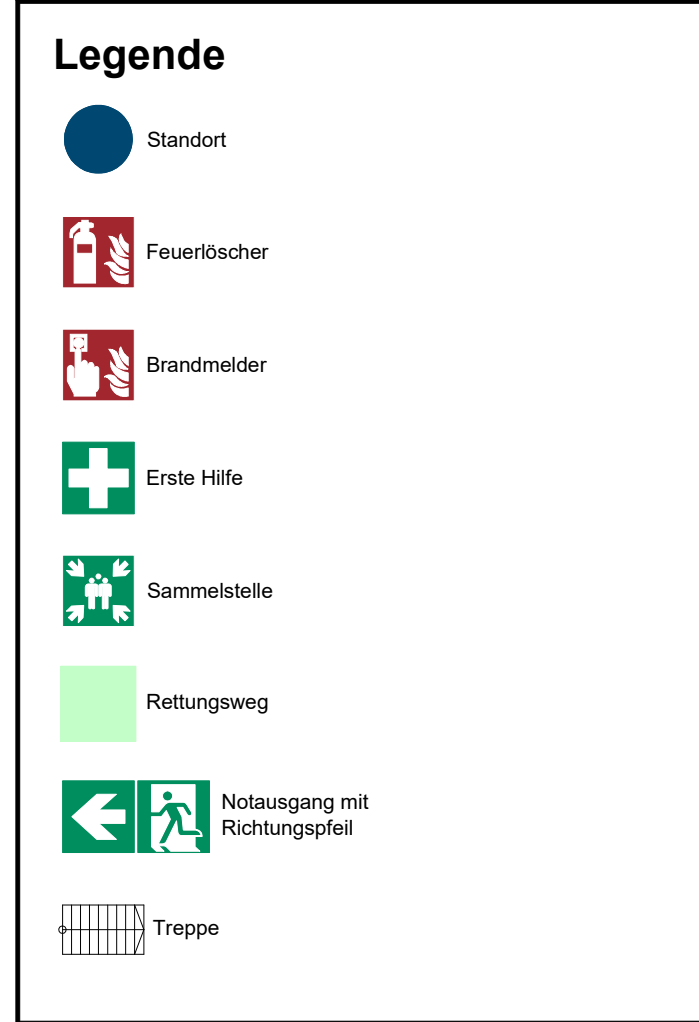 Legende
Standort
Feuerlöscher
Brandmelder
Erste Hilfe
Sammelstelle
Rettungsweg
Notausgang mit
Richtungspfeil
Treppe